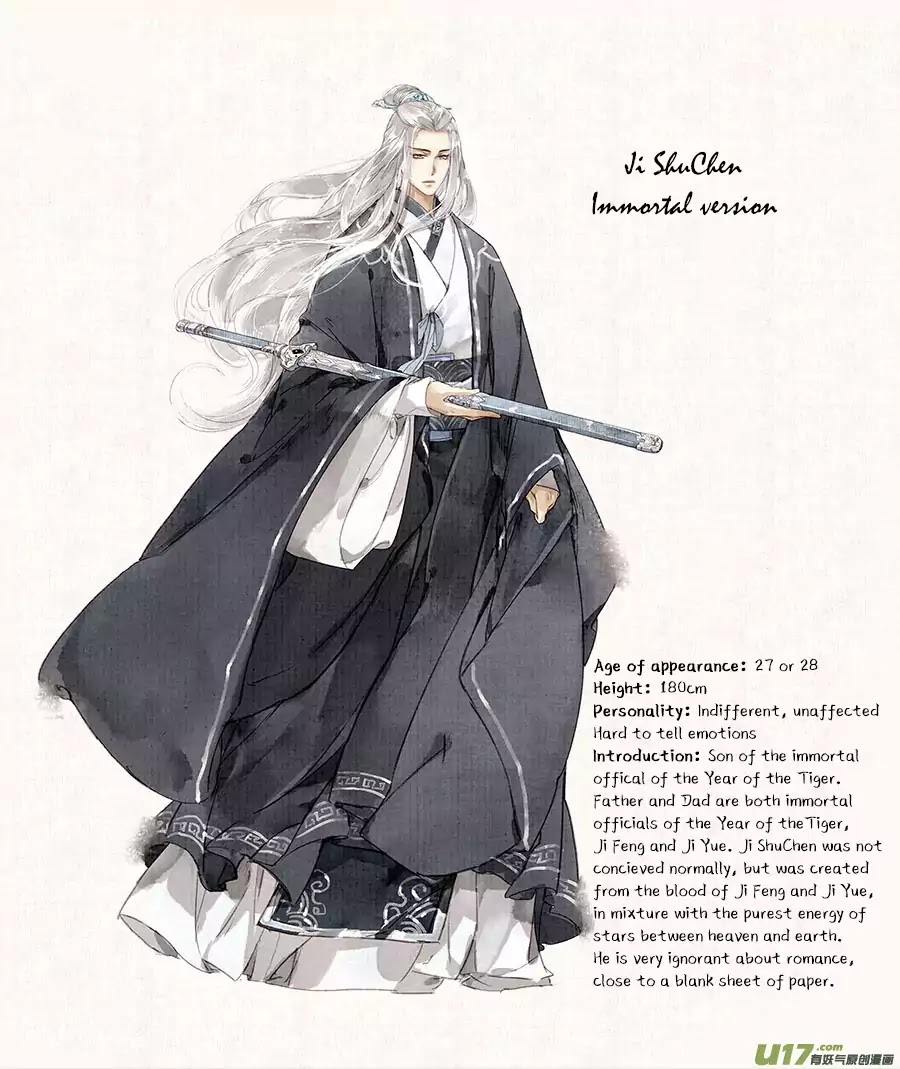 Ji ShuChen
Immortal version
Age of appearance: 27 or 28
Height: 180cm
Personality: Indifferent, unaffected
Hard to tell emotions
Introduction: Son of the immortal
offical of the Year of the Tiger.
Father and Dad are both immortal
officials of the Year of theTiger,
Ji Feng and Ji Yue. Ji ShuChen was not
concieved normally, but was created
from the blood of Ji Feng and Ji Yue,
in mixture with the purest energy of
stars between heaven and earth.
He is very ignorant about romance,
close to a blank sheet of paper.
U17.com
有妖气原创漫画